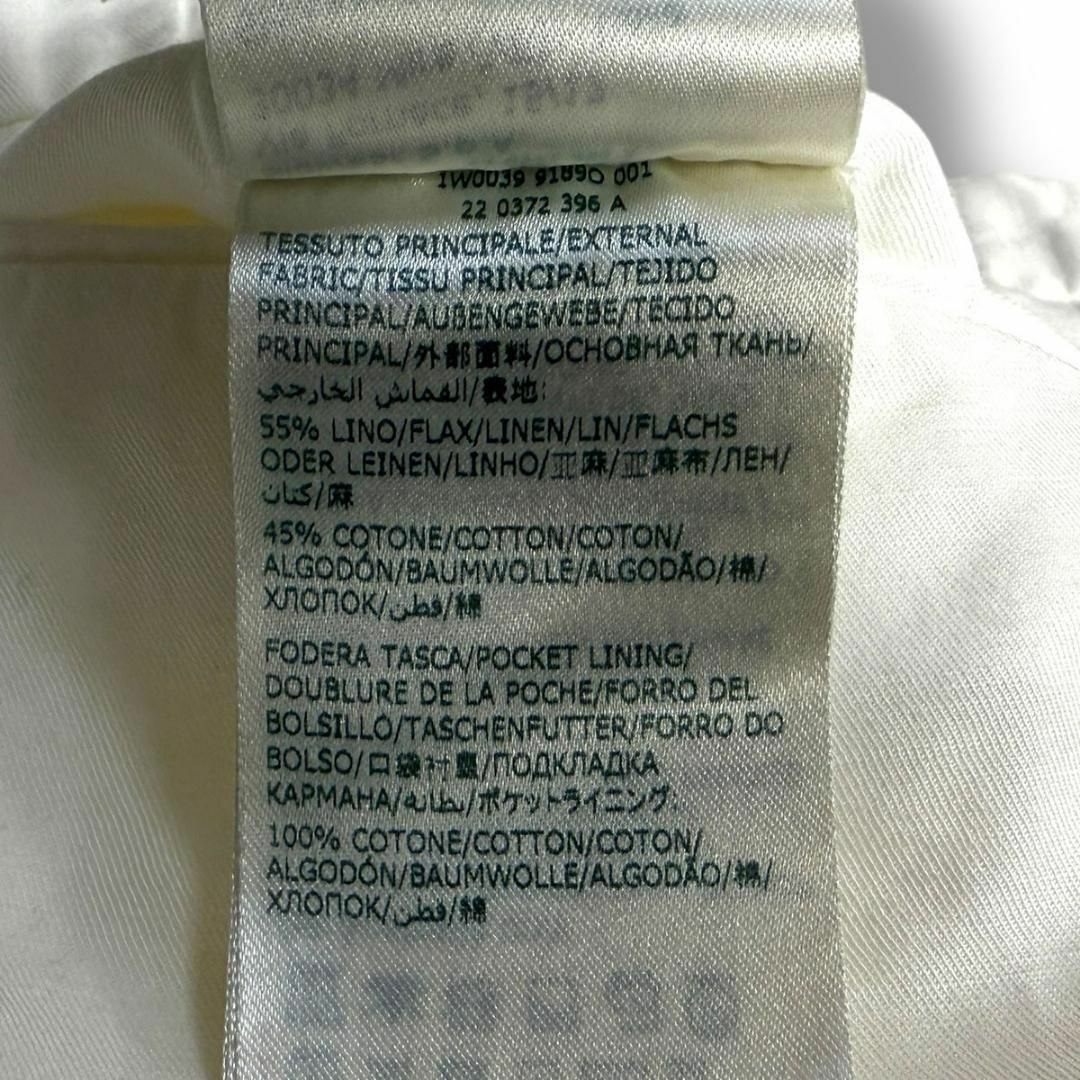 1W0039 9189O 001
22 0372 396 A
TESSUTO PRINCIPALE/EXTERNAL
FABRIC/TISSU PRINCIPAL/TEJIDO
PRINCIPAL/AUBENGEWEBE/TECIDO
PRINCIPAL/外部面料/ОСНОВНАЯ ТКАНЬ/
القماش الخارجي/表地:
55% LINO/FLAX/LINEN/LIN/FLACHS
ODER LEINEN/LINHO/亚麻/亚麻布/ЛЕН/
كتان/麻
45% COTONE/COTTON/COTON/
ALGODÓN/BAUMWOLLE/ALGODÃO/棉/
ХЛОПОК/قطن/綿
FODERA TASCA/POCKET LINING/
DOUBLURE DE LA POCHE/FORRO DEL
BOLSILLO/TASCHENFUTTER/FORRO DO
BOLSO/口袋衬里/ПОДКЛАДКА
КАРМАНА/بطانة/ポケットライニング:
100% COTONE/COTTON/COTON/
ALGODÓN/BAUMWOLLE/ALGODÃO/棉/
ХЛОПОК/قطن/綿